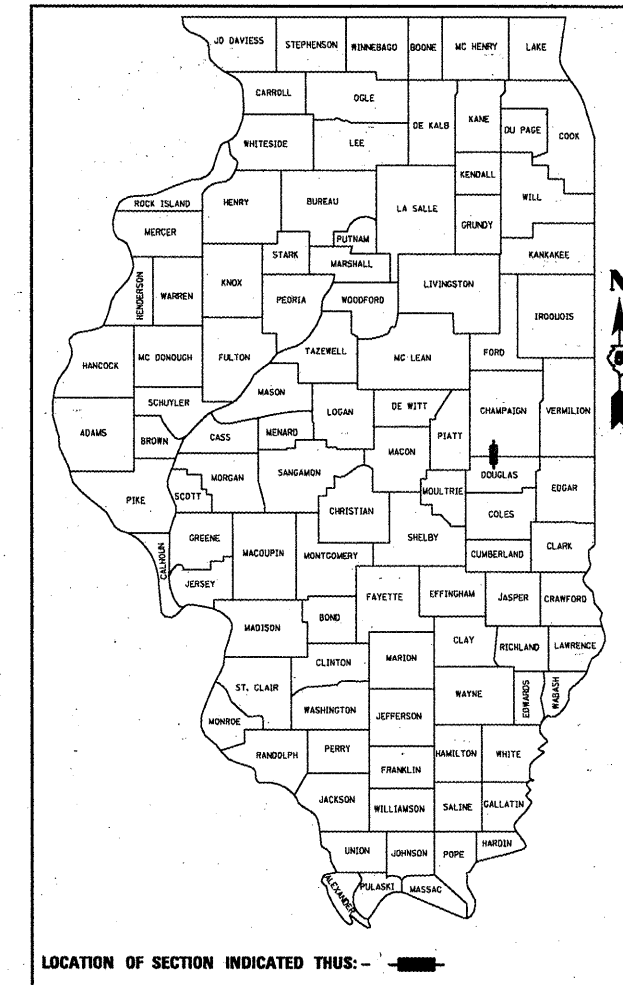 JO DAVIESS STEPHENSON WINNEBAGO BOONE MC HENRY LAKE
CARROLL OGLE DE KALB KANE DU PAGE COOK
WHITESIDE LEE
KENDALL WILL
ROCK ISLAND HENRY BUREAU LA SALLE GRUNDY
MERCER PUTNAM
STARK MARSHALL KANKAKEE
HENDERSON WARREN KNOX PEORIA WOODFORD LIVINGSTON IROQUOIS N
HANCOCK MC DONOUGH FULTON TAZEWELL MC LEAN FORD
MASON
SCHUYLER LOGAN DE WITT CHAMPAIGN VERMILION
ADAMS BROWN CASS MENARD MACON PIATT
MORGAN SANGAMON DOUGLAS EDGAR
PIKE SCOTT CHRISTIAN MOULTRIE
COLES
GREENE MACOUPIN MONTGOMERY SHELBY CUMBERLAND CLARK
CALHOUN JERSEY
FAYETTE EFFINGHAM JASPER CRAWFORD
MADISON BOND
CLAY RICHLAND LAWRENCE
CLINTON MARION
ST. CLAIR WAYNE EDWARDS WABASH
WASHINGTON JEFFERSON
MONROE
RANDOLPH PERRY HAMILTON WHITE
FRANKLIN
JACKSON WILLIAMSON SALINE GALLATIN
UNION JOHNSON POPE HARDIN
ALEXANDER PULASKI MASSAC
LOCATION OF SECTION INDICATED THUS: -